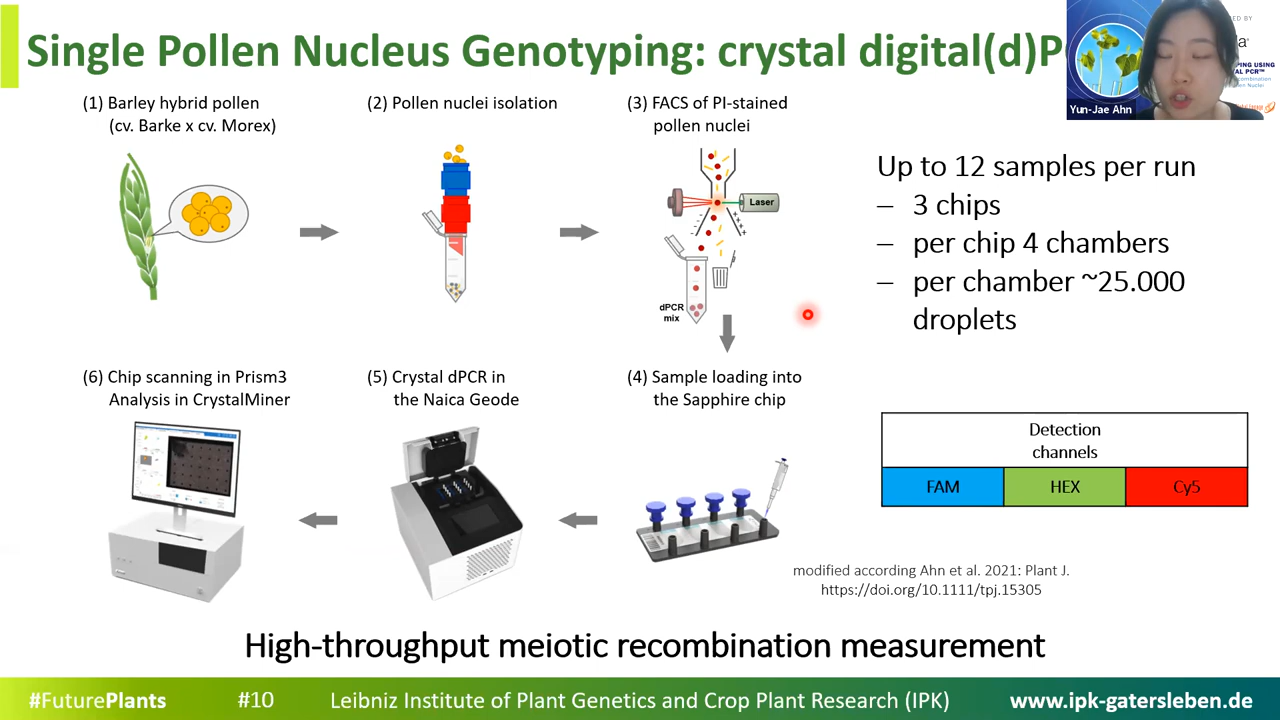 Single Pollen Nucleus Genotyping: crystal digital(d)P
Yun-Jae Ahn
(1) Barley hybrid pollen
(cv. Barke x cv. Morex)
(2) Pollen nuclei isolation
(3) FACS of PI-stained
pollen nuclei
Laser
dPCR
mix
Up to 12 samples per run
– 3 chips
– per chip 4 chambers
– per chamber ~25.000
droplets
(6) Chip scanning in Prism3
Analysis in CrystalMiner
(5) Crystal dPCR in
the Naica Geode
(4) Sample loading into
the Sapphire chip
Detection
channels
FAM HEX Cy5
modified according Ahn et al. 2021: Plant J.
https://doi.org/10.1111/tpj.15305
High-throughput meiotic recombination measurement
#FuturePlants #10 Leibniz Institute of Plant Genetics and Crop Plant Research (IPK) www.ipk-gatersleben.de